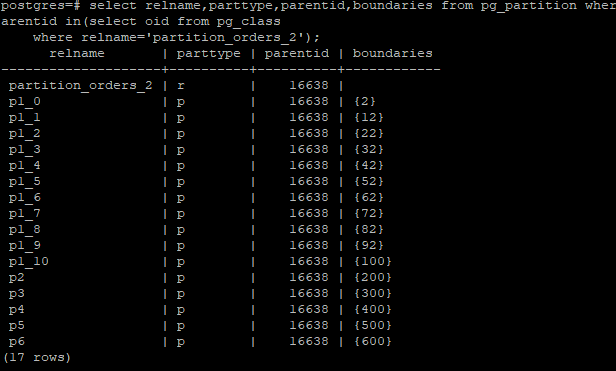 postgres=# select relname,parttype,parentid,boundaries from pg_partition wher
arentid in(select oid from pg_class
    where relname='partition_orders_2');
      relname       | parttype | parentid | boundaries
--------------------+----------+----------+------------
 partition_orders_2 | r        |    16638 |
 p1_0               | p        |    16638 | {2}
 p1_1               | p        |    16638 | {12}
 p1_2               | p        |    16638 | {22}
 p1_3               | p        |    16638 | {32}
 p1_4               | p        |    16638 | {42}
 p1_5               | p        |    16638 | {52}
 p1_6               | p        |    16638 | {62}
 p1_7               | p        |    16638 | {72}
 p1_8               | p        |    16638 | {82}
 p1_9               | p        |    16638 | {92}
 p1_10              | p        |    16638 | {100}
 p2                 | p        |    16638 | {200}
 p3                 | p        |    16638 | {300}
 p4                 | p        |    16638 | {400}
 p5                 | p        |    16638 | {500}
 p6                 | p        |    16638 | {600}
(17 rows)